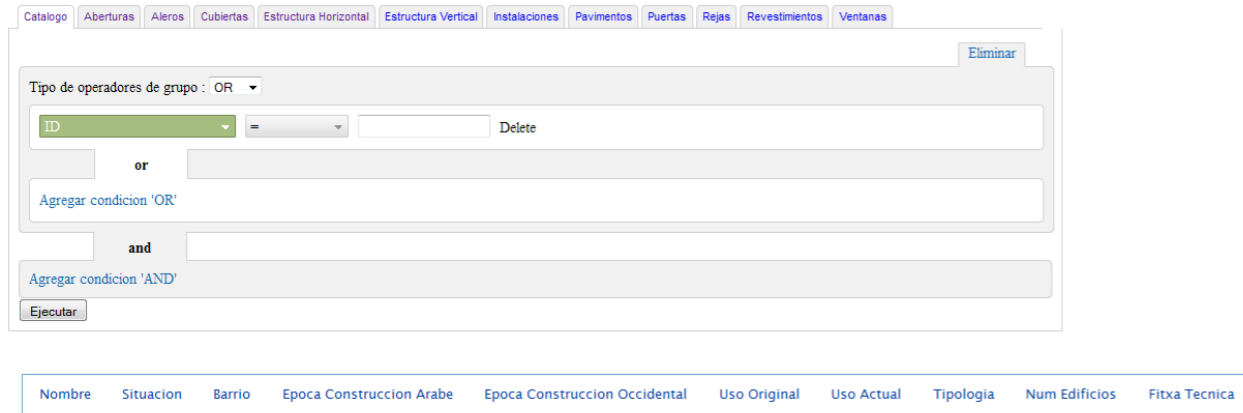 Catalogo Aberturas Aleros Cubiertas Estructura Horizontal Estructura Vertical Instalaciones Pavimentos Puertas Rejas Revestimientos Ventanas
Eliminar
Tipo de operadores de grupo : OR
ID = Delete
or
Agregar condicion 'OR'
and
Agregar condicion 'AND'
Ejecutar
Nombre Situacion Barrio Epoca Construccion Arabe Epoca Construccion Occidental Uso Original Uso Actual Tipologia Num Edificios Fitxa Tecnica